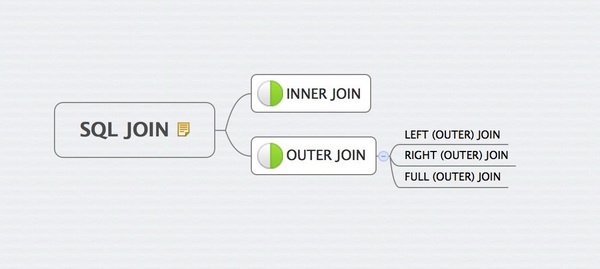 SQL JOIN
INNER JOIN
OUTER JOIN
LEFT (OUTER) JOIN
RIGHT (OUTER) JOIN
FULL (OUTER) JOIN